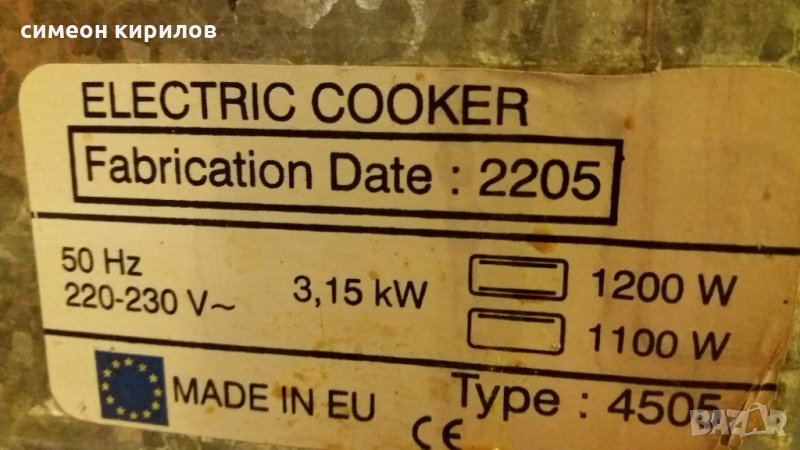 симеон кирилов
ELECTRIC COOKER
Fabrication Date : 2205
50 Hz
220-230 V~
3,15 kW
1200 W
1100 W
MADE IN EU
CE
Type : 4505
BAZAR